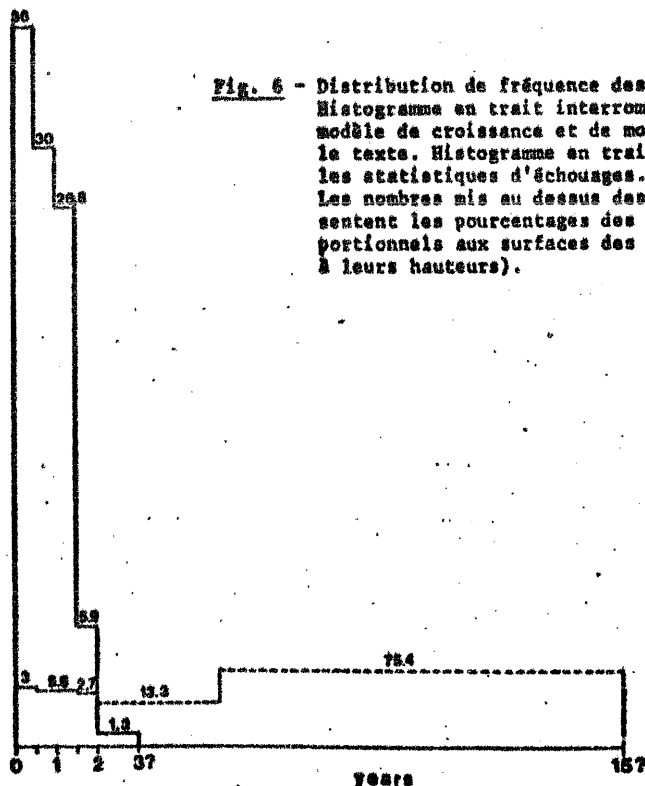 36
30
26.8
5.9
3
2.7
13.3
75.4
1.3
0 1 2 3? 15?
years
Fig. 6 - Distribution de fréquence des
Histogramme en trait interrom
modèle de croissance et de mo
le texte. Histogramme en trai
les statistiques d'échouages.
Les nombres mis au dessus des
sentent les pourcentages des
portionnels aux surfaces des
à leurs hauteurs).